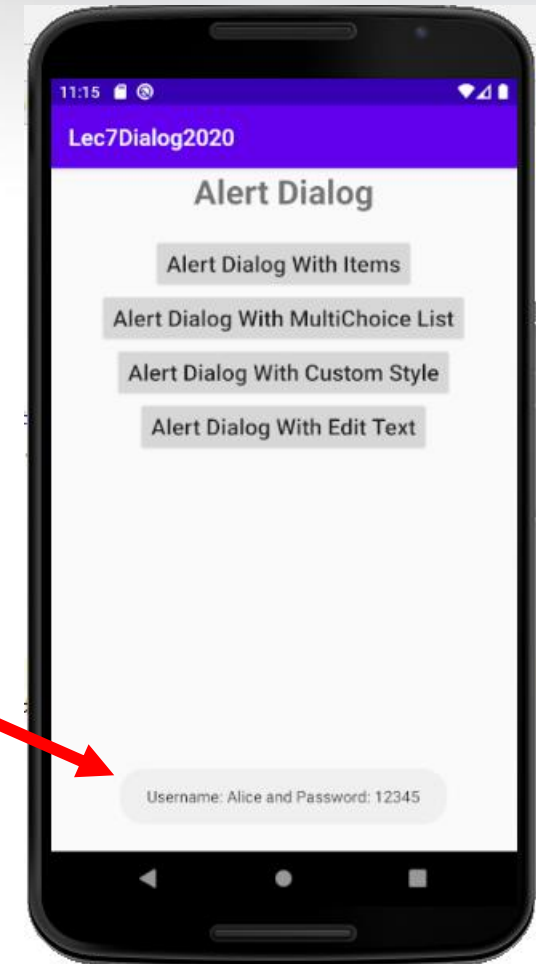 11:15
Lec7Dialog2020
Alert Dialog
Alert Dialog With Items
Alert Dialog With MultiChoice List
Alert Dialog With Custom Style
Alert Dialog With Edit Text
Username: Alice and Password: 12345